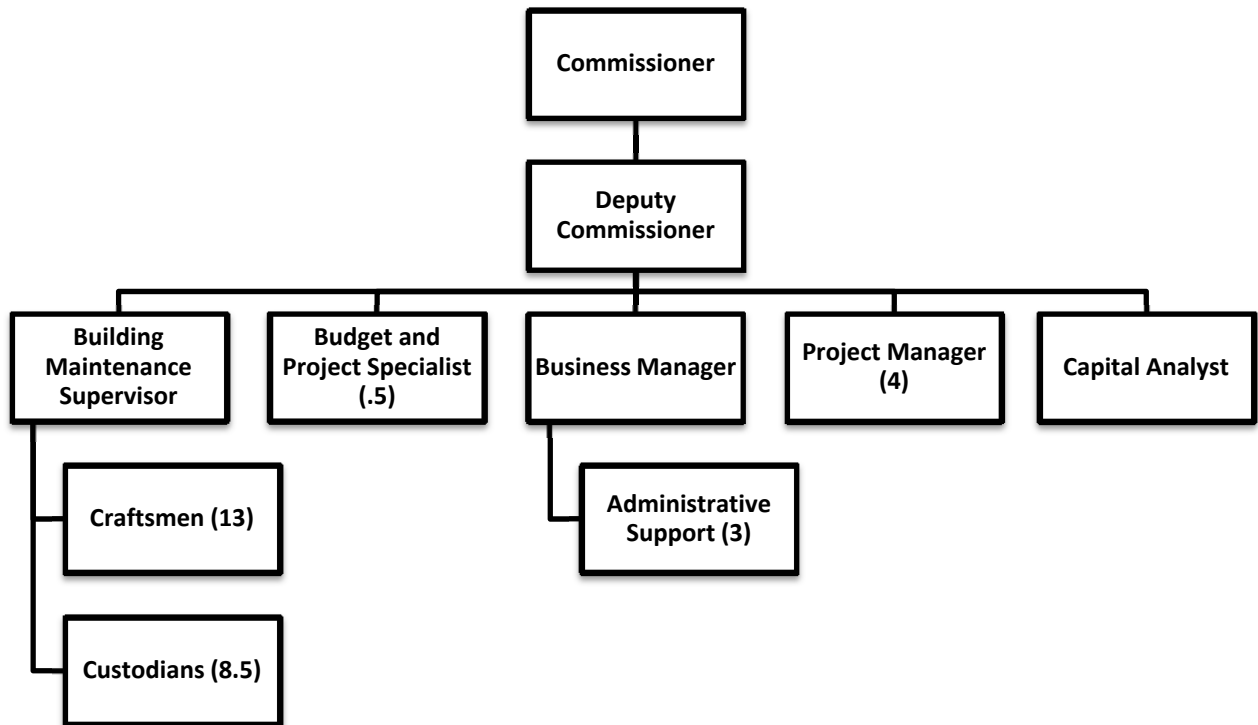 Commissioner
Deputy
Commissioner
Building
Maintenance
Supervisor
Budget and
Project Specialist
(.5)
Business Manager
Project Manager
(4)
Capital Analyst
Craftsmen (13)
Administrative
Support (3)
Custodians (8.5)